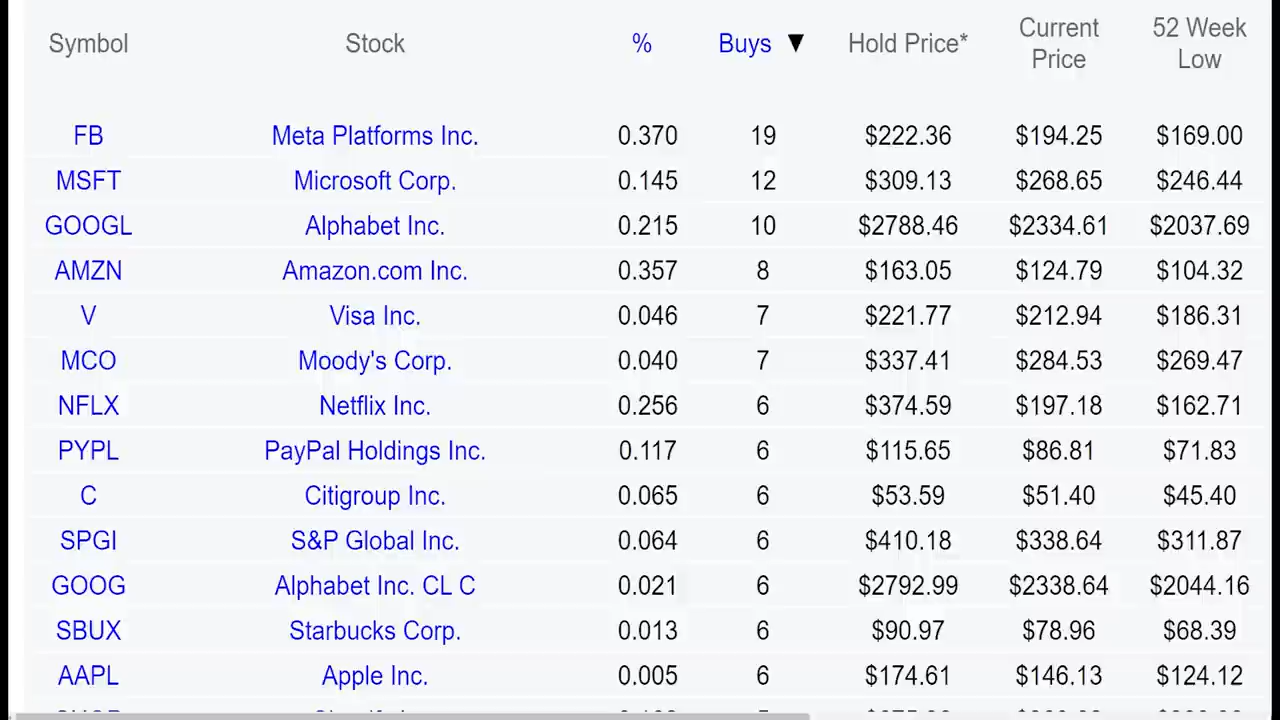 Symbol Stock % Buys ▼ Hold Price* Current Price 52 Week Low
FB Meta Platforms Inc. 0.370 19 $222.36 $194.25 $169.00
MSFT Microsoft Corp. 0.145 12 $309.13 $268.65 $246.44
GOOGL Alphabet Inc. 0.215 10 $2788.46 $2334.61 $2037.69
AMZN Amazon.com Inc. 0.357 8 $163.05 $124.79 $104.32
V Visa Inc. 0.046 7 $221.77 $212.94 $186.31
MCO Moody's Corp. 0.040 7 $337.41 $284.53 $269.47
NFLX Netflix Inc. 0.256 6 $374.59 $197.18 $162.71
PYPL PayPal Holdings Inc. 0.117 6 $115.65 $86.81 $71.83
C Citigroup Inc. 0.065 6 $53.59 $51.40 $45.40
SPGI S&P Global Inc. 0.064 6 $410.18 $338.64 $311.87
GOOG Alphabet Inc. CL C 0.021 6 $2792.99 $2338.64 $2044.16
SBUX Starbucks Corp. 0.013 6 $90.97 $78.96 $68.39
AAPL Apple Inc. 0.005 6 $174.61 $146.13 $124.12